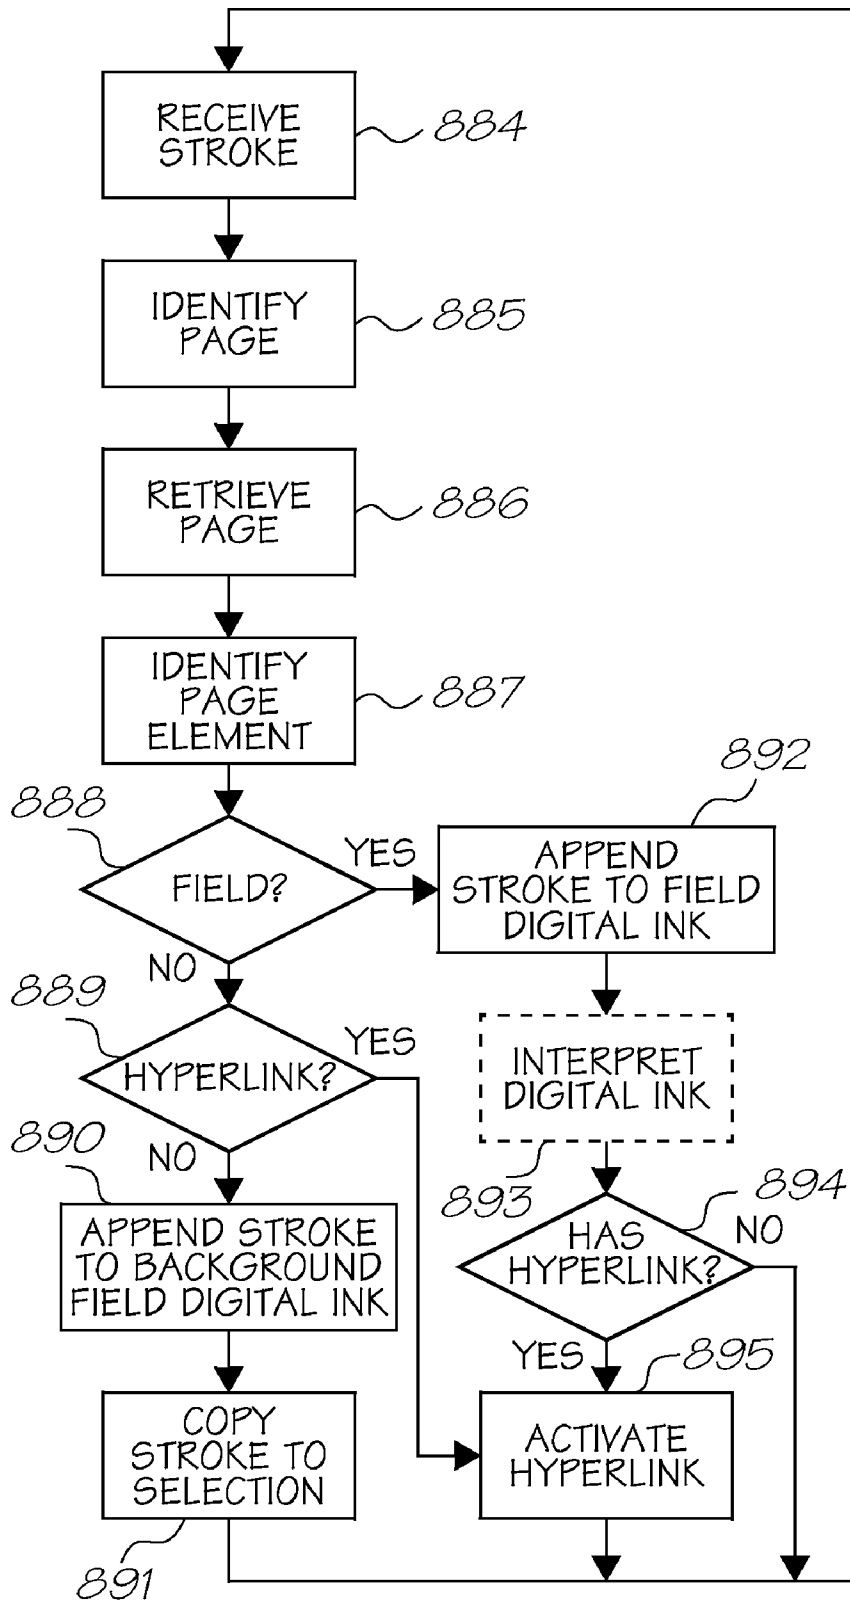 RECEIVE
STROKE
884
IDENTIFY
PAGE
885
RETRIEVE
PAGE
886
IDENTIFY
PAGE
ELEMENT
887
888
FIELD?
YES
NO
892
APPEND
STROKE TO FIELD
DIGITAL INK
889
HYPERLINK?
YES
NO
INTERPRET
DIGITAL INK
893
890
APPEND STROKE
TO BACKGROUND
FIELD DIGITAL INK
894
HAS
HYPERLINK?
NO
YES
895
COPY
STROKE TO
SELECTION
891
ACTIVATE
HYPERLINK